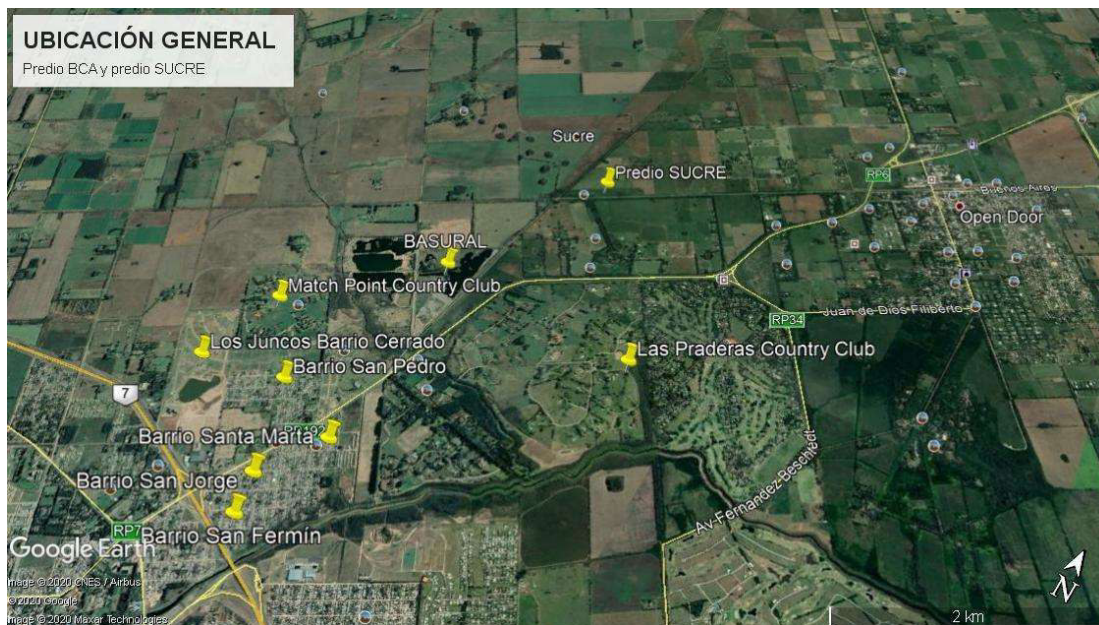 UBICACIÓN GENERAL
Predio BCA y predio SUCRE
Sucre
Predio SUCRE
RP6
Buenos Aires
Open Door
BASURAL
Match Point Country Club
Juan de Dios Filiberto
RP34
Los Juncos Barrio Cerrado
Las Praderas Country Club
Barrio San Pedro
7
Barrio Santa Marta
RP192
Barrio San Jorge
Av-Fernandez-Beschtedt
RP7
Barrio San Fermín
Google Earth
Image © 2020 CNES / Airbus
© 2020 Google
Image © 2020 Maxar Technologies
N
2 km